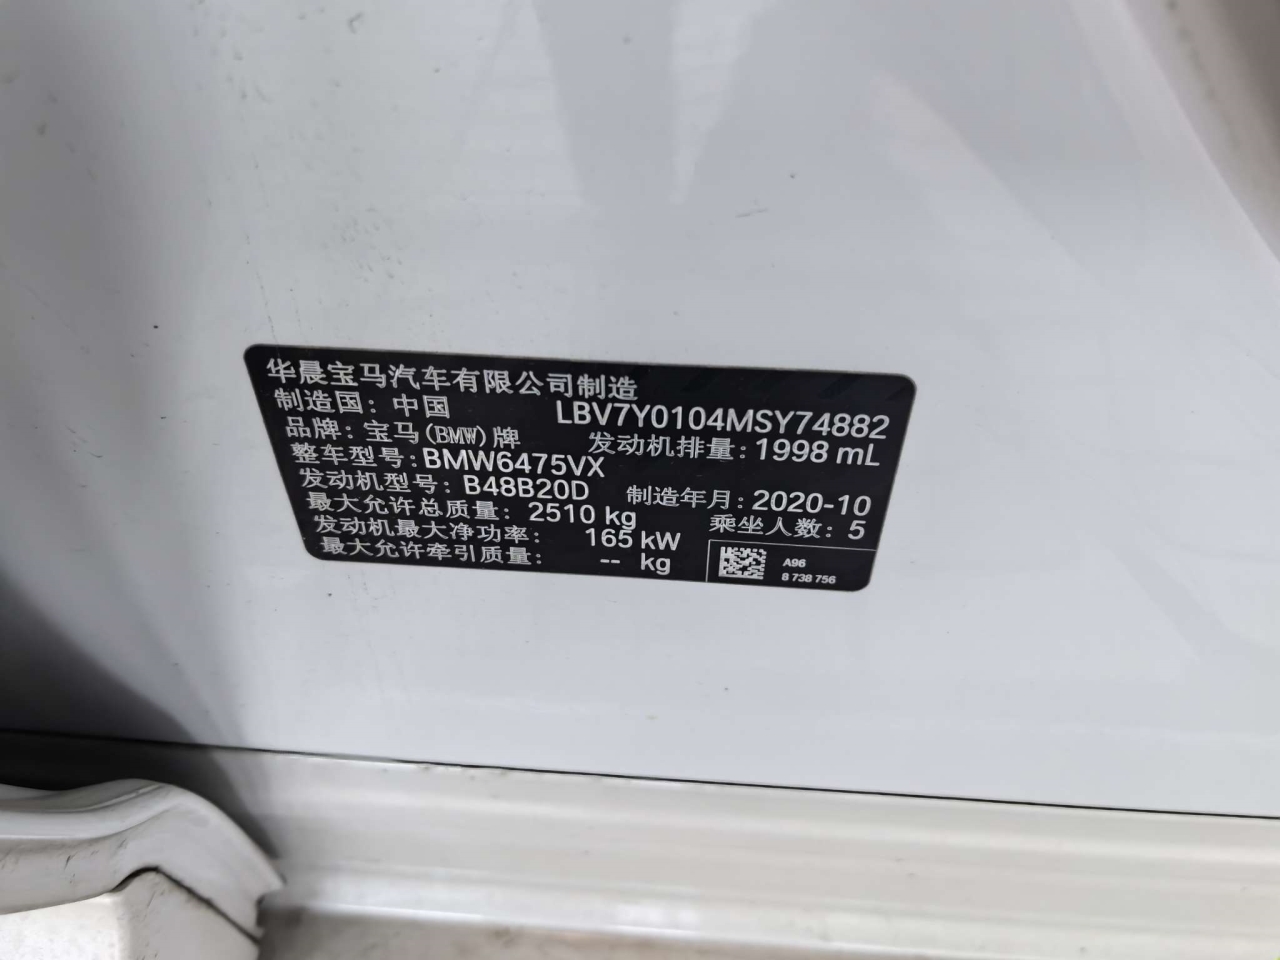 华晨宝马汽车有限公司制造
制造国：中国 LBV7Y0104MSY74882
品牌：宝马(BMW)牌 发动机排量：1998 mL
整车型号：BMW6475VX
发动机型号：B48B20D 制造年月：2020-10
最大允许总质量：2510 kg 乘坐人数：5
发动机最大净功率： 165 kW
最大允许牵引质量： -- kg
A96
8 738 756